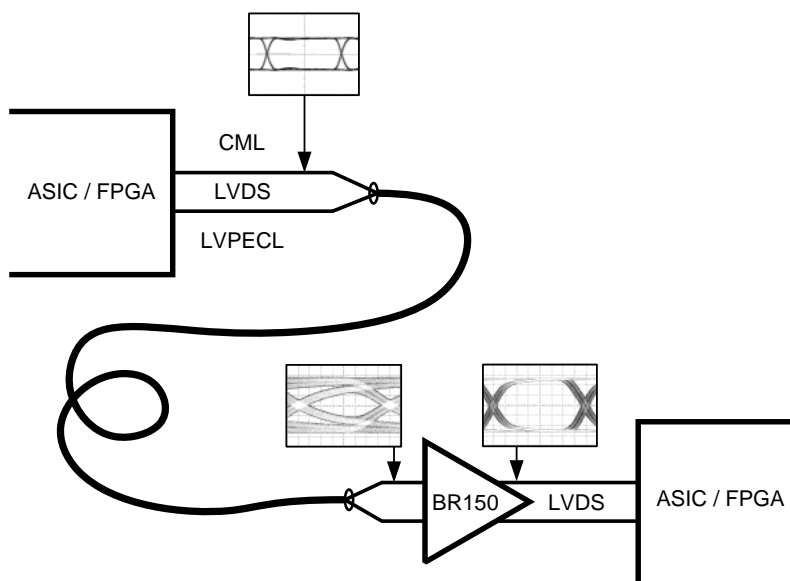 CML
ASIC / FPGA
LVDS
LVPECL
BR150
LVDS
ASIC / FPGA